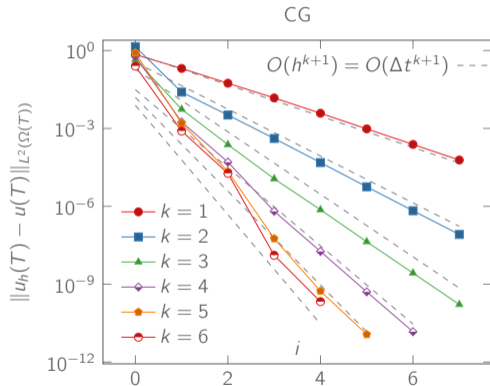 CG
10^0
10^{-3}
10^{-6}
10^{-9}
10^{-12}
∥u_h(T) − u(T)∥_{L^2(Ω(T))}
O(h^{k+1}) = O(Δt^{k+1})
k = 1
k = 2
k = 3
k = 4
k = 5
k = 6
i
0 2 4 6